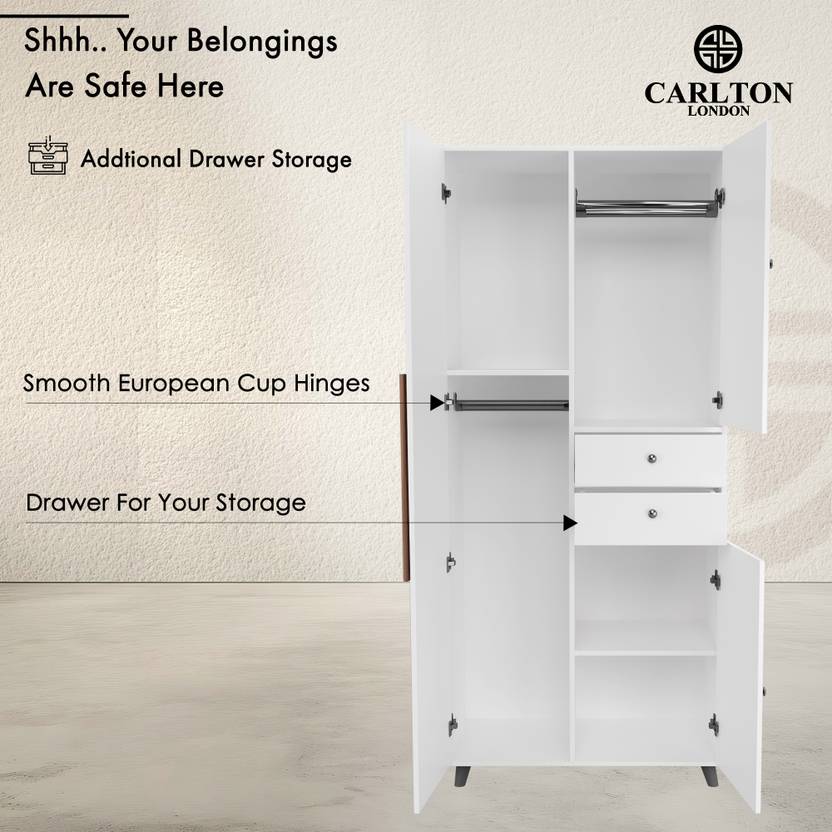 Shhh.. Your Belongings
Are Safe Here
CARLTON
LONDON
Addtional Drawer Storage
Smooth European Cup Hinges
Drawer For Your Storage